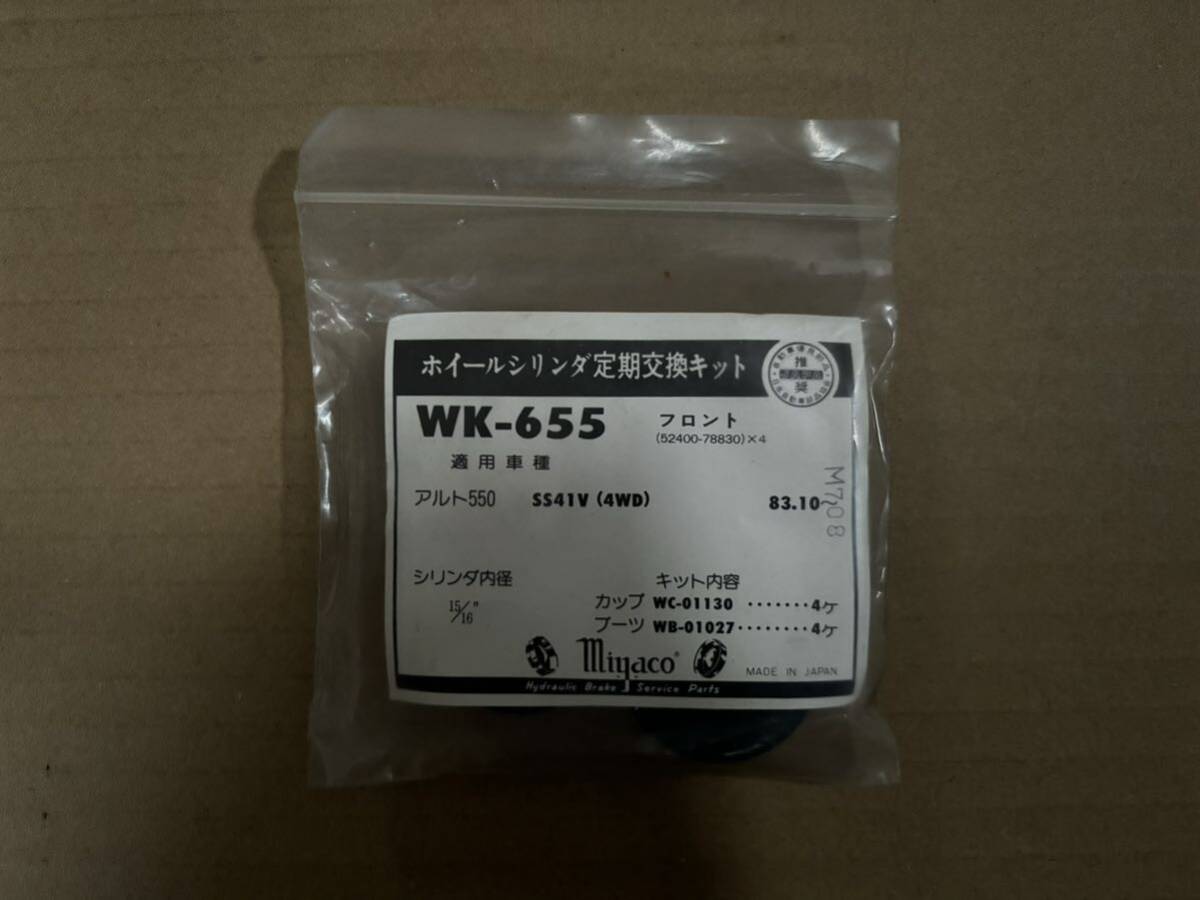 ホイールシリンダ定期交換キット
推
奨
WK-655
フロント
(52400-78830)×4
適用車種
アルト550 SS41V (4WD) 83.10~
M708
シリンダ内径
15/16"
キット内容
カップ WC-01130 ・・・・・・・4ケ
ブーツ WB-01027・・・・・・・・4ケ
Miyaco®
MADE IN JAPAN
Hydraulic Brake Service Parts